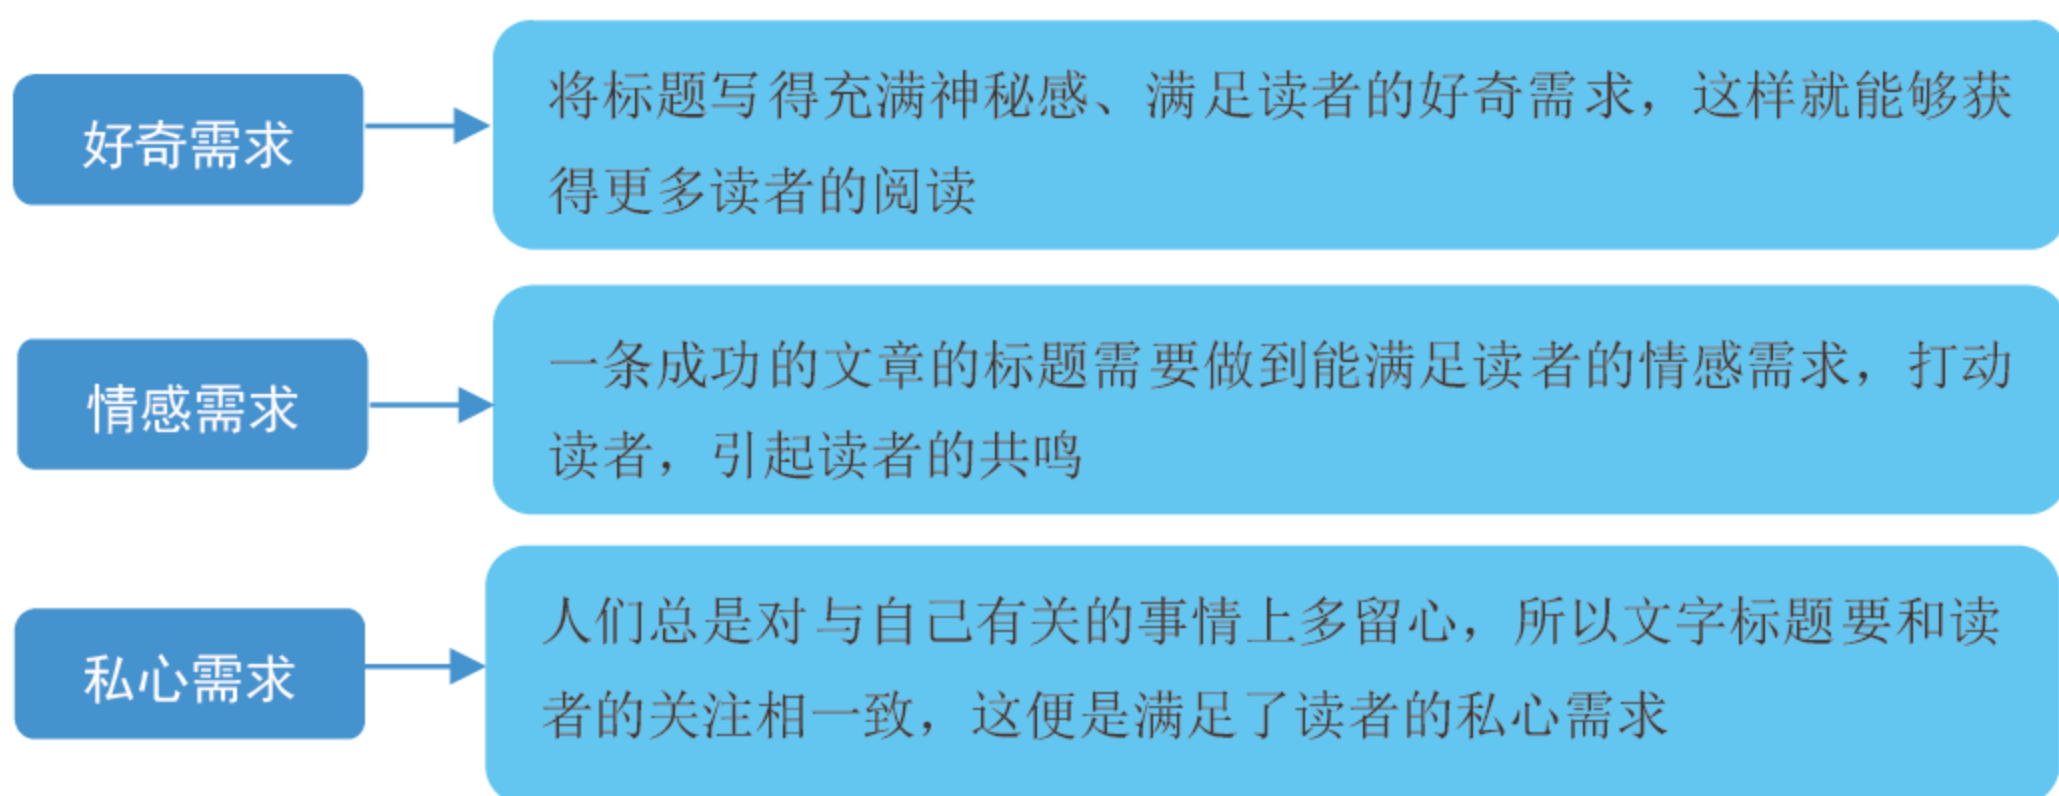 好奇需求
将标题写得充满神秘感、满足读者的好奇需求，这样就能够获
得更多读者的阅读
情感需求
一条成功的文章的标题需要做到能满足读者的情感需求，打动
读者，引起读者的共鸣
私心需求
人们总是对与自己有关的事情上多留心，所以文字标题要和读
者的关注相一致，这便是满足了读者的私心需求